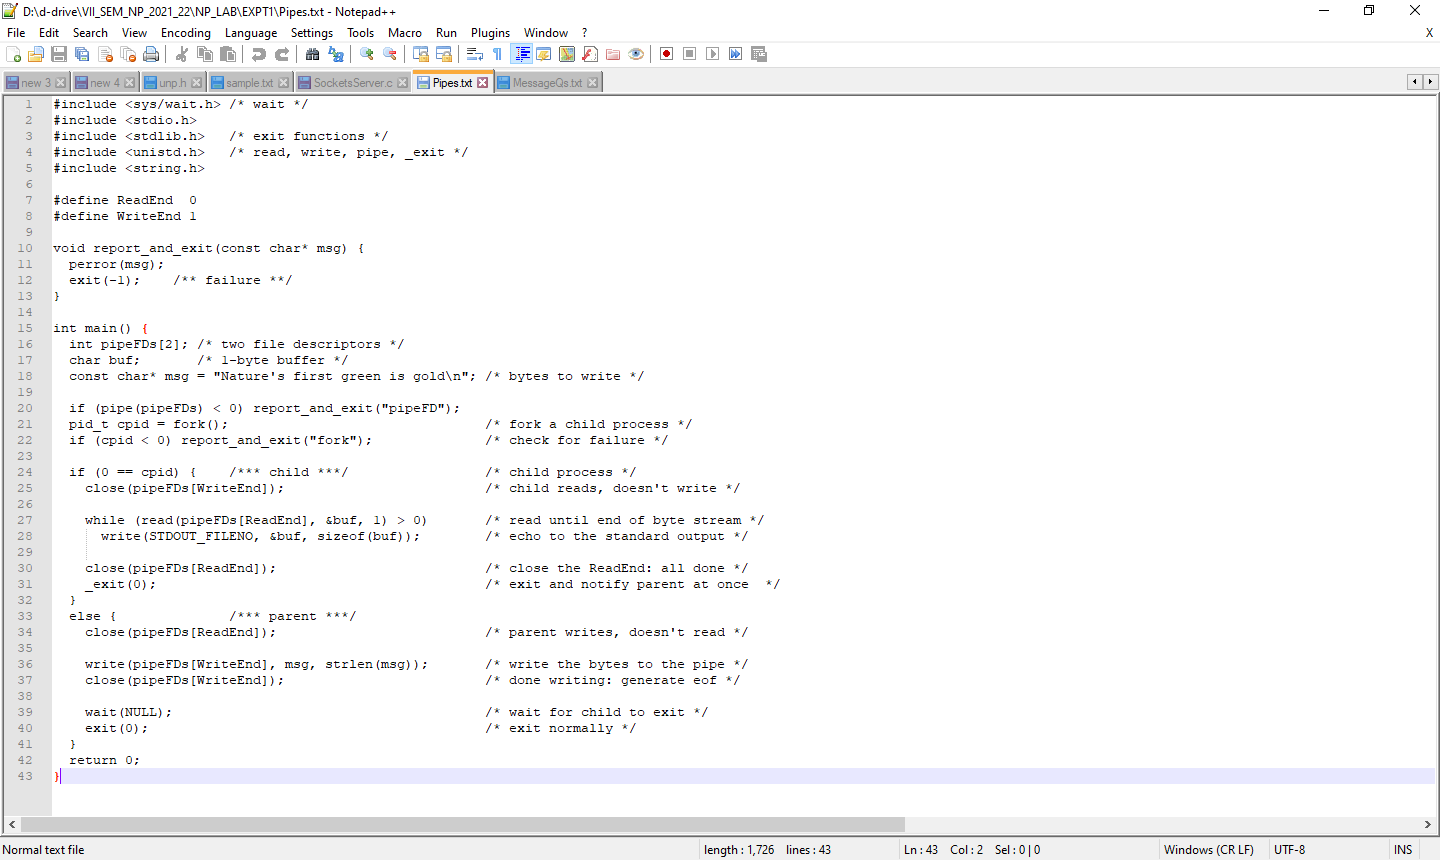 D:\d-drive\VII_SEM_NP_2021_22\NP_LAB\EXPT1\Pipes.txt - Notepad++
File Edit Search View Encoding Language Settings Tools Macro Run Plugins Window ? X
new 3 new 4 unp.h sample.txt SocketsServer.c Pipes.txt MessageQs.txt
1 #include <sys/wait.h> /* wait */
2 #include <stdio.h>
3 #include <stdlib.h>   /* exit functions */
4 #include <unistd.h>   /* read, write, pipe, _exit */
5 #include <string.h>
6
7 #define ReadEnd  0
8 #define WriteEnd 1
9
10 void report_and_exit(const char* msg) {
11   perror(msg);
12   exit(-1);    /** failure **/
13 }
14
15 int main() {
16   int pipeFDs[2]; /* two file descriptors */
17   char buf;       /* 1-byte buffer */
18   const char* msg = "Nature's first green is gold\n"; /* bytes to write */
19
20   if (pipe(pipeFDs) < 0) report_and_exit("pipeFD");
21   pid_t cpid = fork();                                /* fork a child process */
22   if (cpid < 0) report_and_exit("fork");              /* check for failure */
23
24   if (0 == cpid) {    /*** child ***/                 /* child process */
25     close(pipeFDs[WriteEnd]);                         /* child reads, doesn't write */
26
27     while (read(pipeFDs[ReadEnd], &buf, 1) > 0)       /* read until end of byte stream */
28       write(STDOUT_FILENO, &buf, sizeof(buf));        /* echo to the standard output */
29
30     close(pipeFDs[ReadEnd]);                          /* close the ReadEnd: all done */
31     _exit(0);                                         /* exit and notify parent at once  */
32   }
33   else {              /*** parent ***/
34     close(pipeFDs[ReadEnd]);                          /* parent writes, doesn't read */
35
36     write(pipeFDs[WriteEnd], msg, strlen(msg));       /* write the bytes to the pipe */
37     close(pipeFDs[WriteEnd]);                         /* done writing: generate eof */
38
39     wait(NULL);                                       /* wait for child to exit */
40     exit(0);                                          /* exit normally */
41   }
42   return 0;
43 }
Normal text file length : 1,726 lines : 43 Ln : 43 Col : 2 Sel : 0 | 0 Windows (CR LF) UTF-8 INS